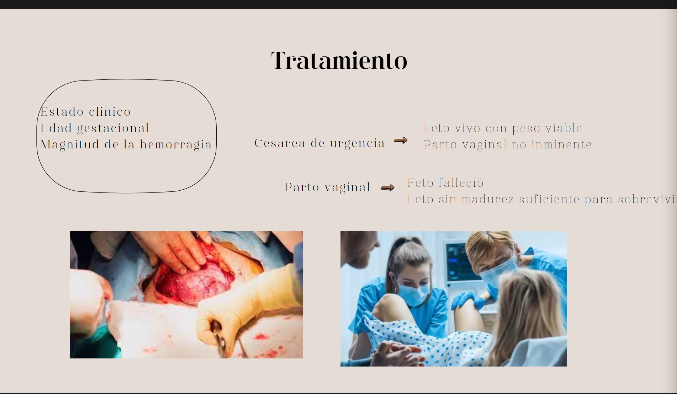 Tratamiento
Estado clinico
Edad gestacional
Magnitud de la hemorragia
Cesarea de urgencia
Feto vivo con peso viable
Parto vaginal no inminente
Parto vaginal
Feto fallecio
Feto sin madurez suficiente para sobrevivi